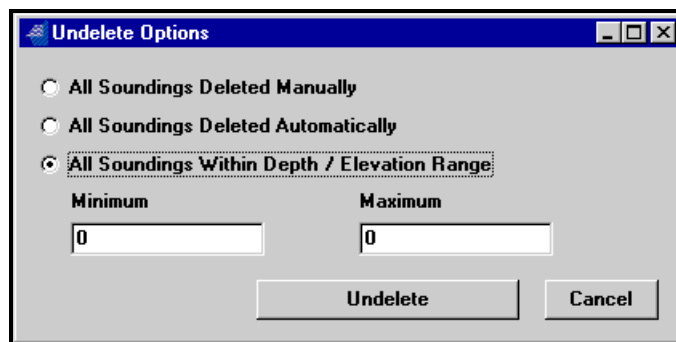 Undelete Options
All Soundings Deleted Manually
All Soundings Deleted Automatically
All Soundings Within Depth / Elevation Range
Minimum Maximum
0 0
Undelete Cancel